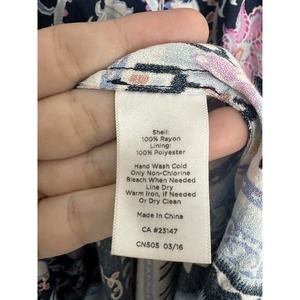 Shell:
100% Rayon
Lining:
100% Polyester
Hand Wash Cold
Only Non-Chlorine
Bleach When Needed
Line Dry
Warm Iron, if Needed
Or Dry Clean
Made In China
CA #23147
CN505 03/16